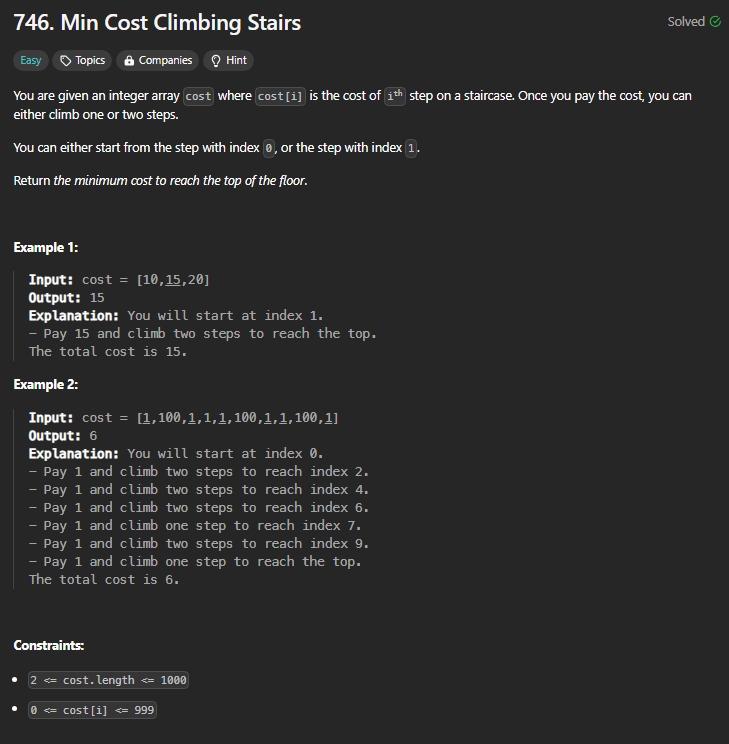 746. Min Cost Climbing Stairs
Solved
Easy
Topics
Companies
Hint
You are given an integer array cost where cost[i] is the cost of ith step on a staircase. Once you pay the cost, you can
either climb one or two steps.
You can either start from the step with index 0, or the step with index 1.
Return the minimum cost to reach the top of the floor.
Example 1:
Input: cost = [10,15,20]
Output: 15
Explanation: You will start at index 1.
- Pay 15 and climb two steps to reach the top.
The total cost is 15.
Example 2:
Input: cost = [1,100,1,1,1,100,1,1,100,1]
Output: 6
Explanation: You will start at index 0.
- Pay 1 and climb two steps to reach index 2.
- Pay 1 and climb two steps to reach index 4.
- Pay 1 and climb two steps to reach index 6.
- Pay 1 and climb one step to reach index 7.
- Pay 1 and climb two steps to reach index 9.
- Pay 1 and climb one step to reach the top.
The total cost is 6.
Constraints:
• 2 <= cost.length <= 1000
• 0 <= cost[i] <= 999